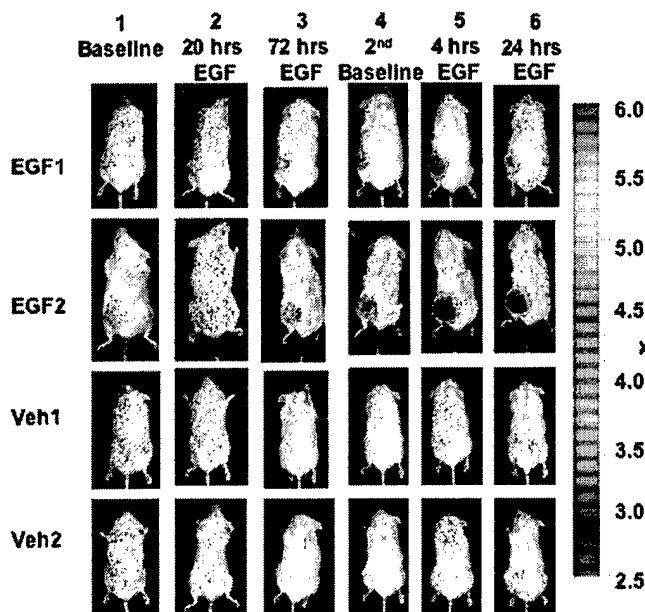 1 2 3 4 5 6
Baseline 20 hrs 72 hrs 2nd 4 hrs 24 hrs
EGF EGF Baseline EGF EGF
EGF1
EGF2
Veh1
Veh2
6.0
5.5
5.0
4.5
x
4.0
3.5
3.0
2.5